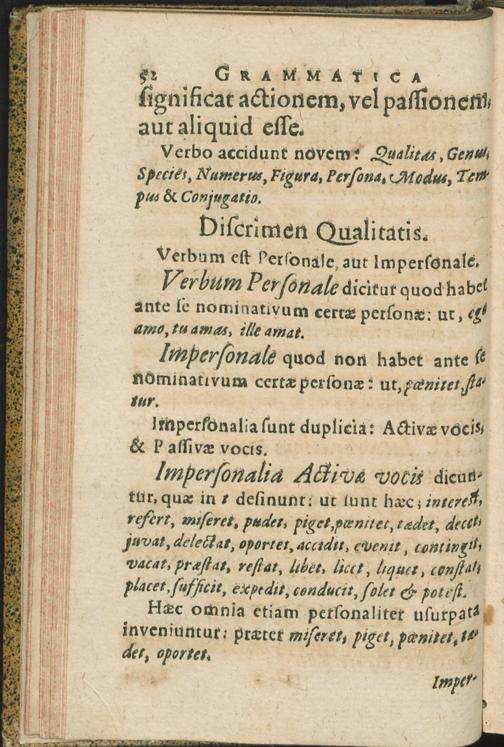 52 GRAMMATICA
ſignificat actionem, vel paſſionem,
aut aliquid eſſe.
Verbo accidunt novem: Qualitas, Genus,
Species, Numerus, Figura, Perſona, Modus, Tem-
pus & Conjugatio.
Diſcrimen Qualitatis.
Verbum eſt Perſonale, aut Imperſonale.
Verbum Perſonale dicitur quod habet
ante ſe nominativum certæ perſonæ: ut, ego
amo, tu amas, ille amat.
Imperſonale quod non habet ante ſe
nominativum certæ perſonæ: ut, pœnitet, ſta-
tur.
Imperſonalia ſunt duplicia: Activæ vocis,
& Paſſivæ vocis.
Imperſonalia Activæ vocis dicun-
tur, quæ in t deſinunt: ut ſunt hæc; intereſt,
refert, miſeret, pudet, piget, pœnitet, tædet, decet,
juvat, delectat, oportet, accidit, evenit, contingit,
vacat, præſtat, reſtat, libet, licet, liquet, conſtat,
placet, ſufficit, expedit, conducit, ſolet & poteſt.
Hæc omnia etiam perſonaliter uſurpata
inveniuntur: præter miſeret, piget, pœnitet, tæ-
det, oportet.
Imper-